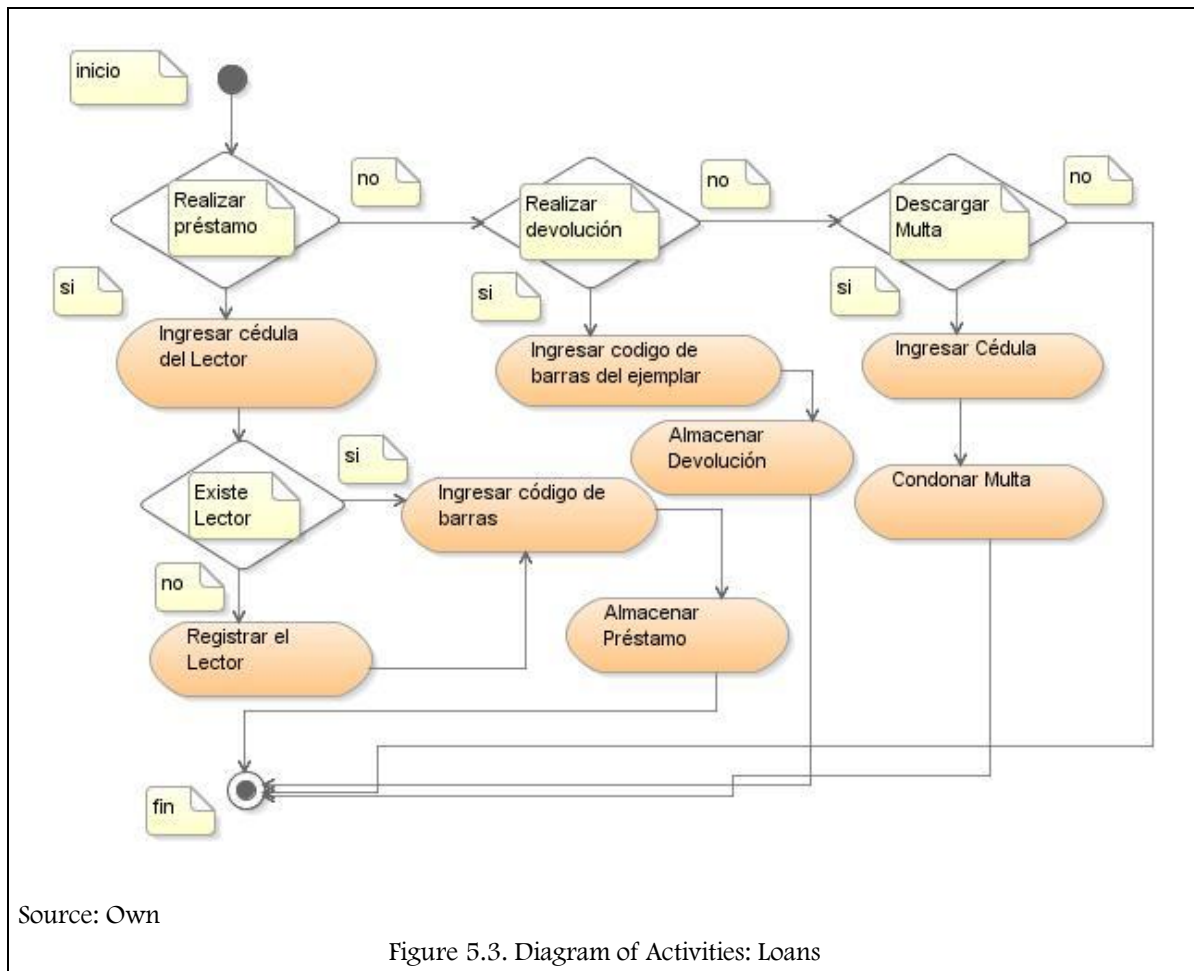 inicio
Realizar
préstamo
no
Realizar
devolución
no
Descargar
Multa
no
si
Ingresar cédula
del Lector
si
Ingresar codigo de
barras del ejemplar
si
Ingresar Cédula
Existe
Lector
si
Ingresar código de
barras
Almacenar
Devolución
Condonar Multa
no
Registrar el
Lector
Almacenar
Préstamo
fin
Source: Own
Figure 5.3. Diagram of Activities: Loans